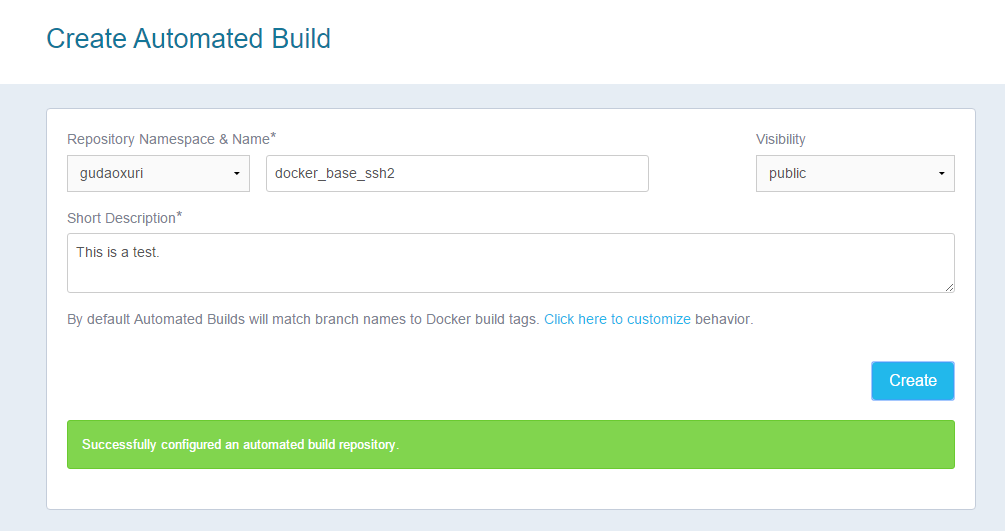 Create Automated Build
Repository Namespace & Name*
Visibility
gudaoxuri
docker_base_ssh2
public
Short Description*
This is a test.
By default Automated Builds will match branch names to Docker build tags. Click here to customize behavior.
Create
Successfully configured an automated build repository.